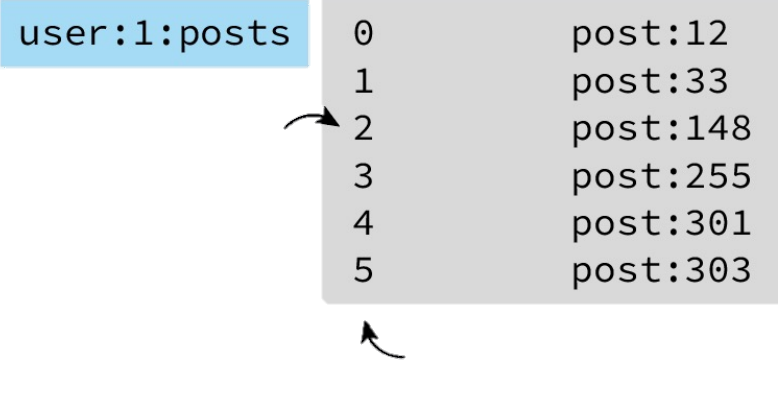 user:1:posts 0 post:12
1 post:33
2 post:148
3 post:255
4 post:301
5 post:303